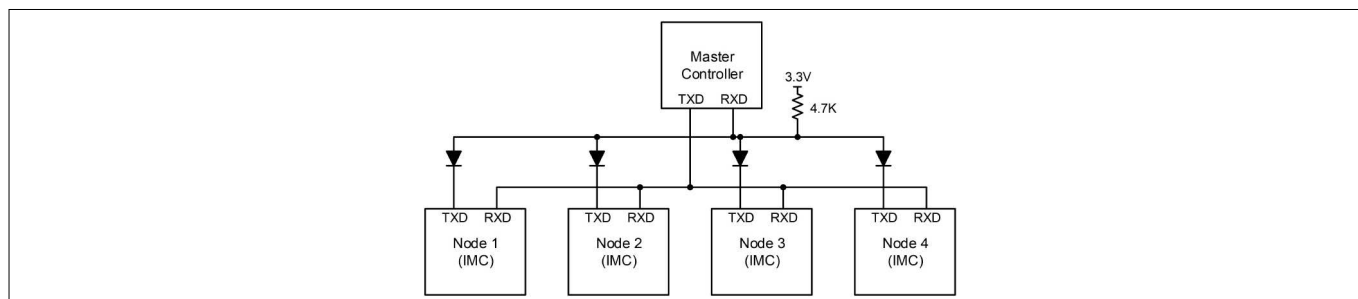 Master
Controller
TXD RXD
3.3V
4.7K
TXD RXD
Node 1
(IMC)
TXD RXD
Node 2
(IMC)
TXD RXD
Node 3
(IMC)
TXD RXD
Node 4
(IMC)